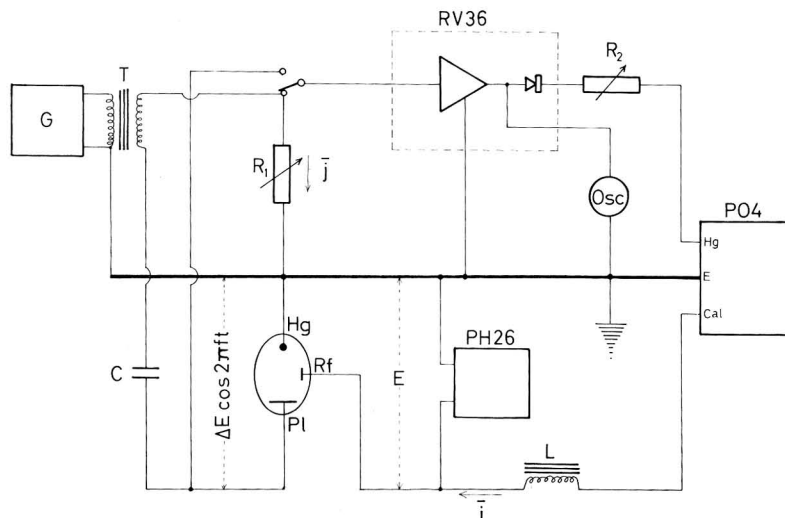 RV36
T
G
R₂
R₁
j̄
Osc
PO4
Hg
E
Cal
Hg
Rf
Pl
C
ΔE cos 2πft
E
PH26
L
ī